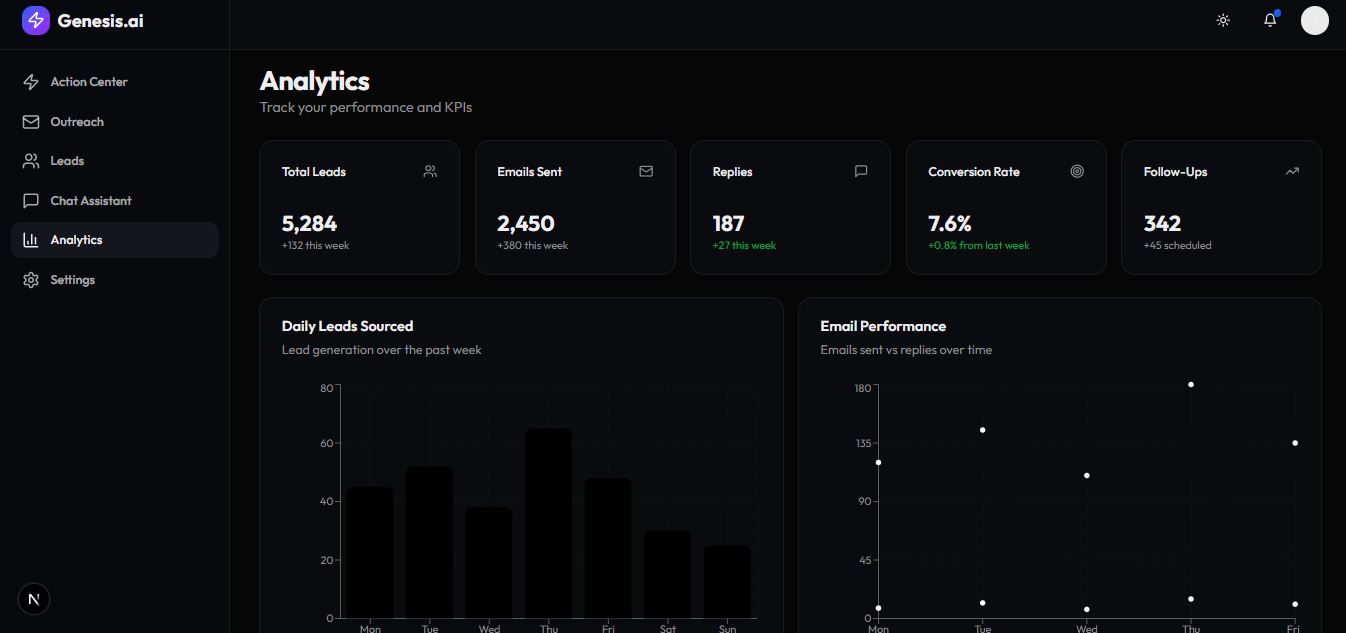 Genesis.ai
Action Center
Outreach
Leads
Chat Assistant
Analytics
Settings
N
Analytics
Track your performance and KPIs
Total Leads
5,284
+132 this week
Emails Sent
2,450
+380 this week
Replies
187
+27 this week
Conversion Rate
7.6%
+0.8% from last week
Follow-Ups
342
+45 scheduled
Daily Leads Sourced
Lead generation over the past week
80
60
40
20
0
Mon Tue Wed Thu Fri Sat Sun
Email Performance
Emails sent vs replies over time
180
135
90
45
0
Mon Tue Wed Thu Fri